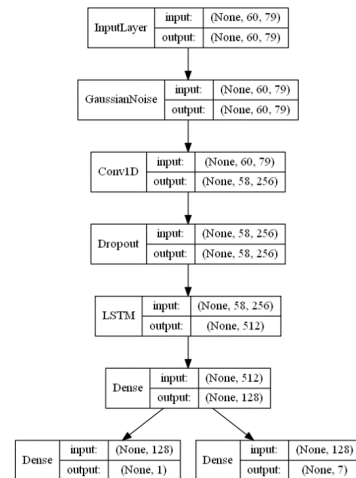 InputLayer input: (None, 60, 79)
output: (None, 60, 79)
GaussianNoise input: (None, 60, 79)
output: (None, 60, 79)
Conv1D input: (None, 60, 79)
output: (None, 58, 256)
Dropout input: (None, 58, 256)
output: (None, 58, 256)
LSTM input: (None, 58, 256)
output: (None, 512)
Dense input: (None, 512)
output: (None, 128)
Dense input: (None, 128)
output: (None, 1)
Dense input: (None, 128)
output: (None, 7)